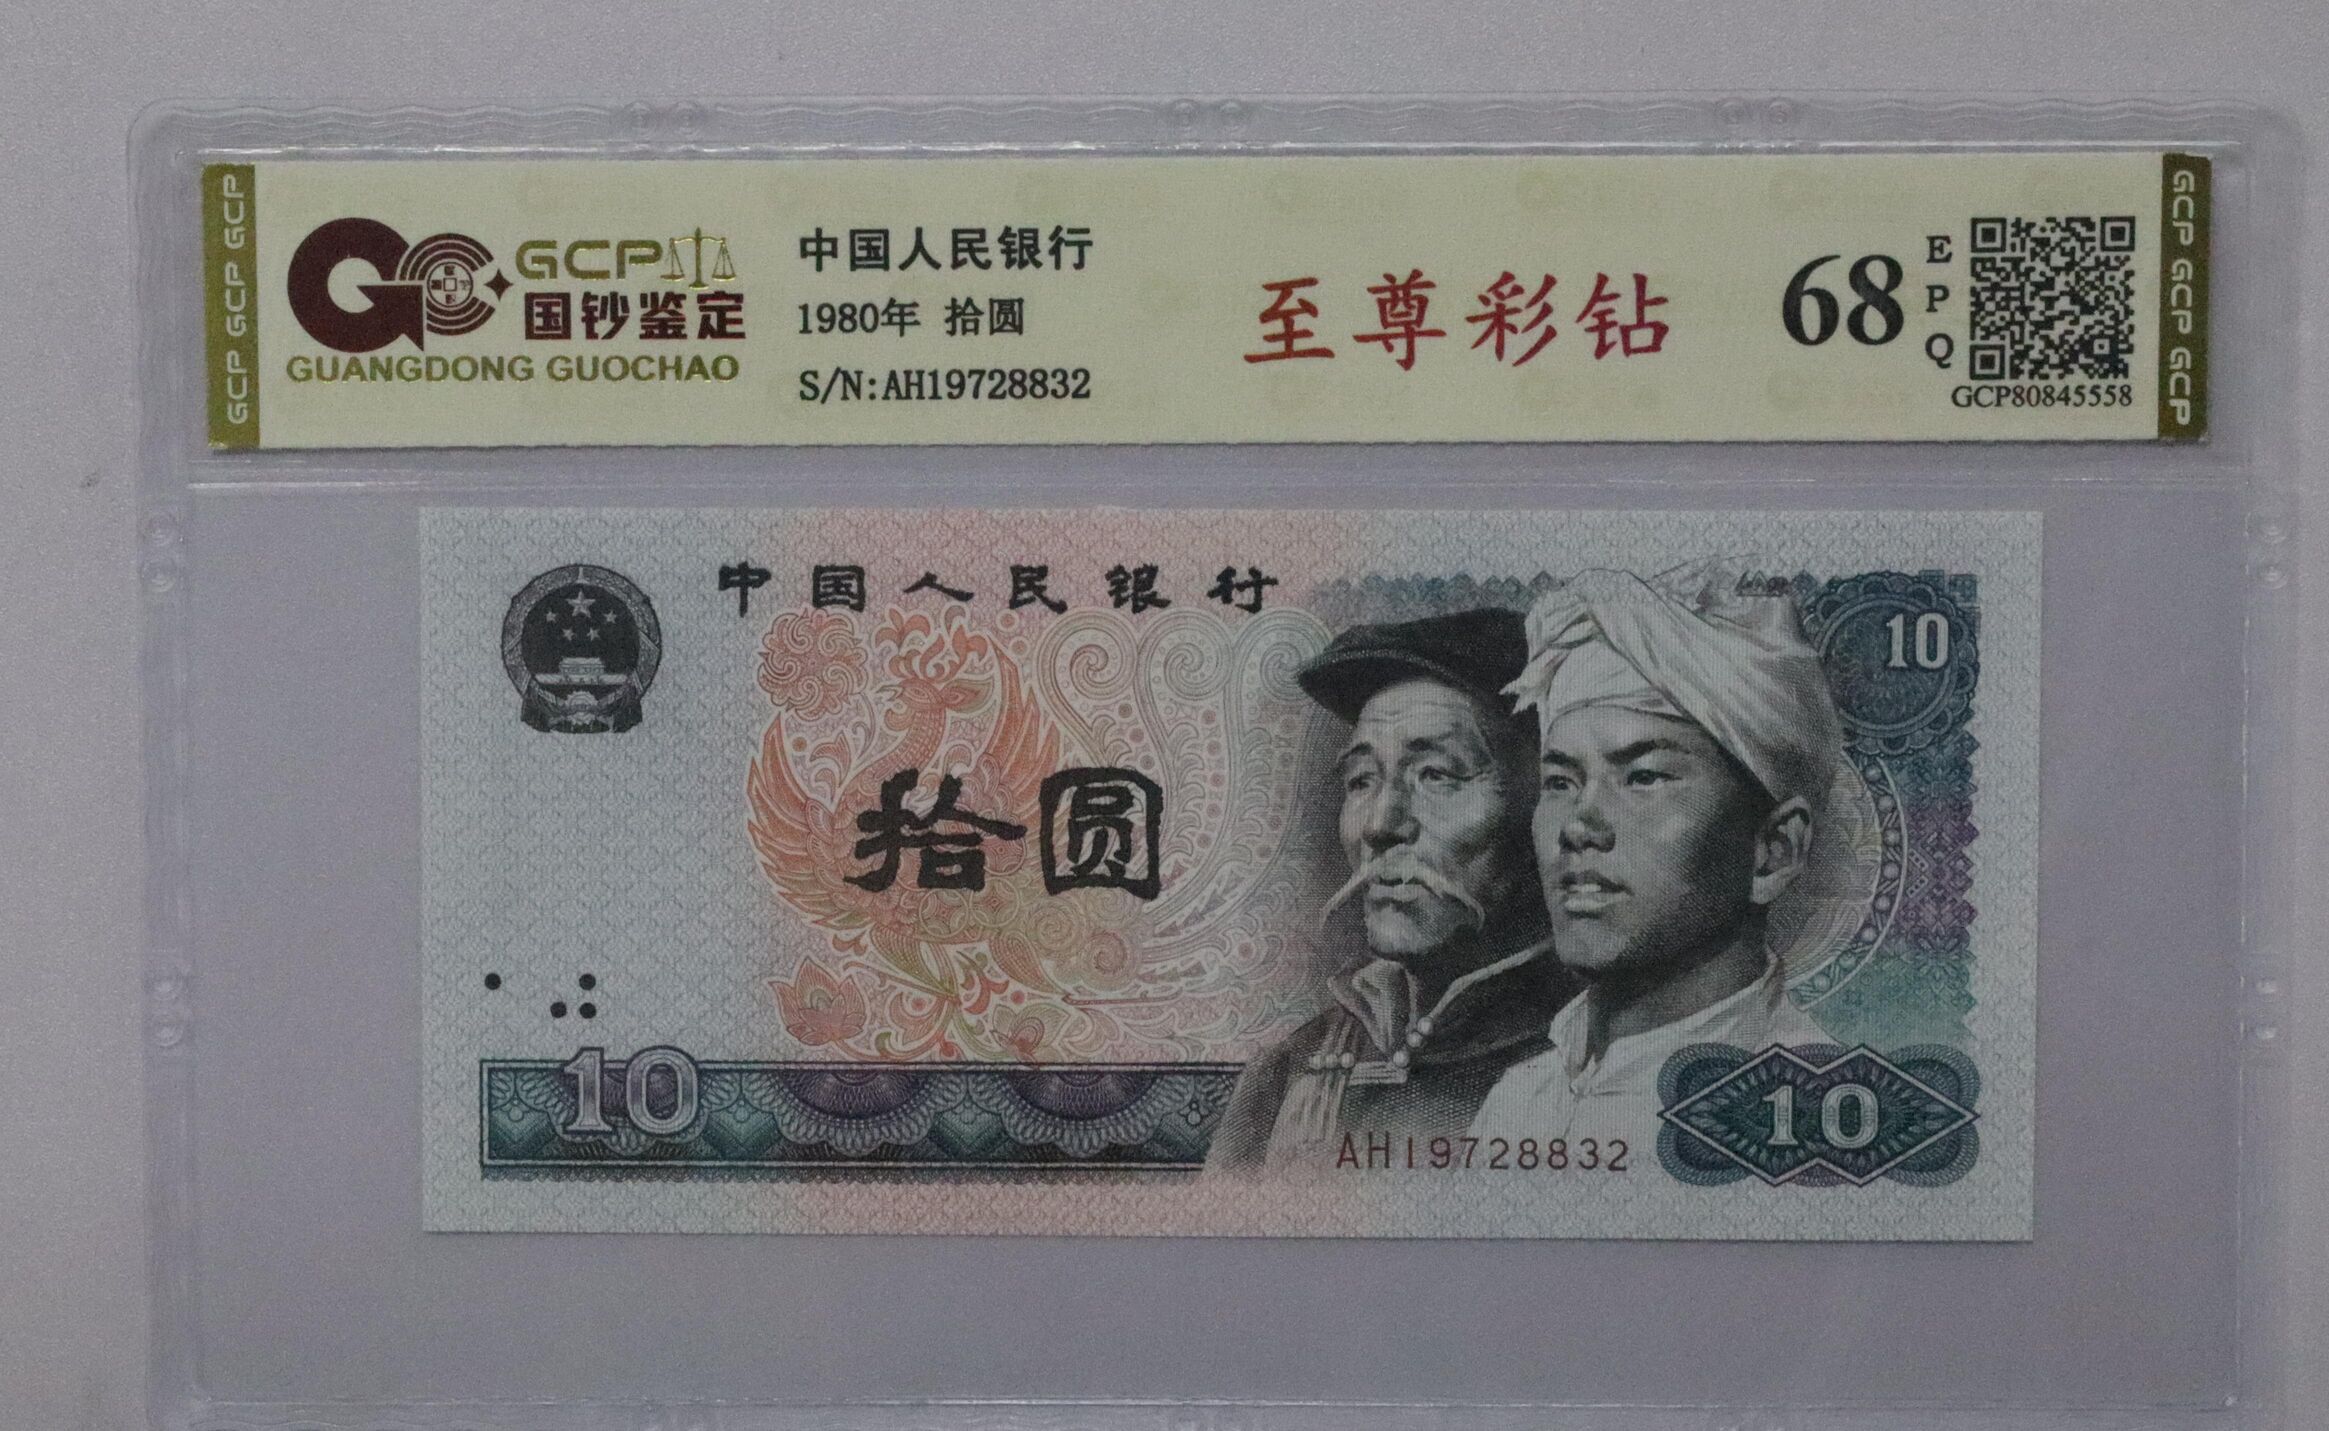 GCP GCP GCP
GCP
国钞鉴定
GUANGDONG GUOCHAO
中国人民银行
1980年 拾圆
S/N:AH19728832
至尊彩钻
68
EPQ
GCP80845558
GCP GCP GCP
中国人民银行
10
拾圆
10
AH19728832
10